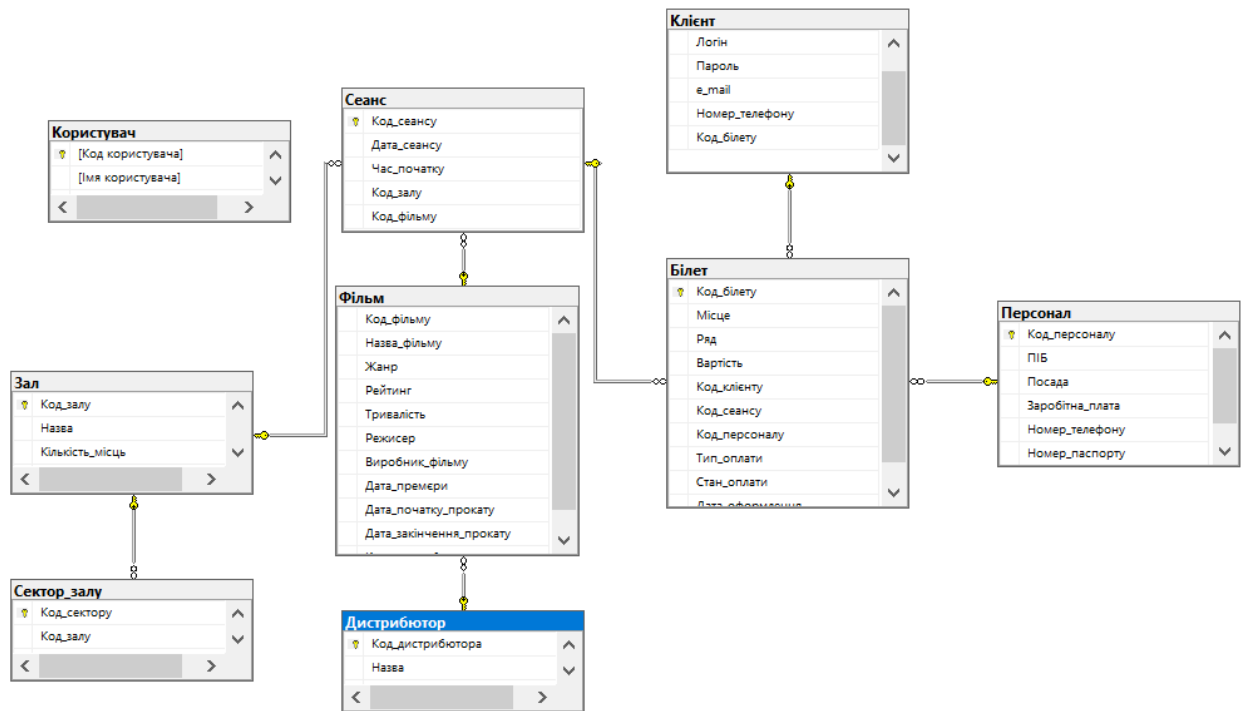 Клієнт
Логін
Пароль
e_mail
Номер_телефону
Код_білету
Сеанс
Код_сеансу
Дата_сеансу
Час_початку
Код_залу
Код_фільму
Користувач
[Код користувача]
[Імя користувача]
Білет
Код_білету
Місце
Ряд
Вартість
Код_клієнту
Код_сеансу
Код_персоналу
Тип_оплати
Стан_оплати
Дата_оформлення
Фільм
Код_фільму
Назва_фільму
Жанр
Рейтинг
Тривалість
Режисер
Виробник_фільму
Дата_премєри
Дата_початку_прокату
Дата_закінчення_прокату
Персонал
Код_персоналу
ПІБ
Посада
Заробітна_плата
Номер_телефону
Номер_паспорту
Зал
Код_залу
Назва
Кількість_місць
Сектор_залу
Код_сектору
Код_залу
Дистрибютор
Код_дистрибютора
Назва